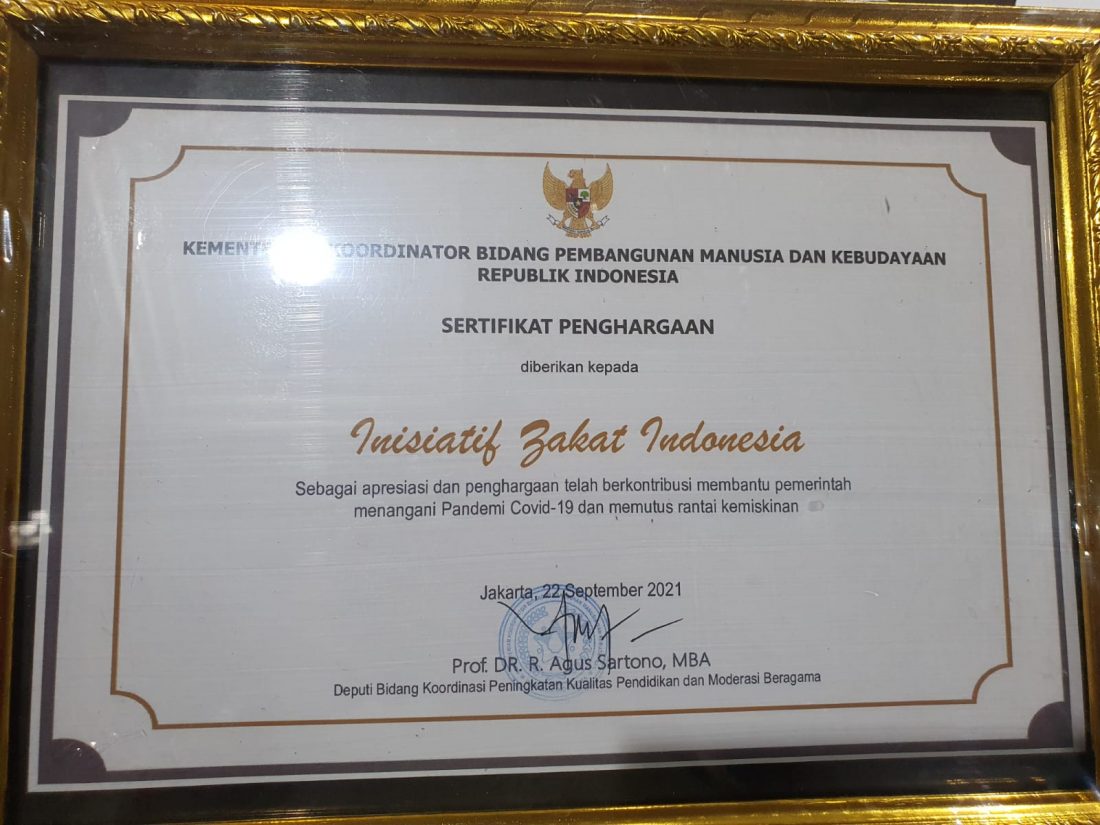 KOORDINATOR BIDANG PEMBANGUNAN MANUSIA DAN KEBUDAYAAN
REPUBLIK INDONESIA
SERTIFIKAT PENGHARGAAN
diberikan kepada
Inisiatif Zakat Indonesia
Sebagai apresiasi dan penghargaan telah berkontribusi membantu pemerintah
menangani Pandemi Covid-19 dan memutus rantai kemiskinan
Jakarta, 22 September 2021
Prof. DR. R. Agus Sartono, MBA
Deputi Bidang Koordinasi Peningkatan Kualitas Pendidikan dan Moderasi Beragama